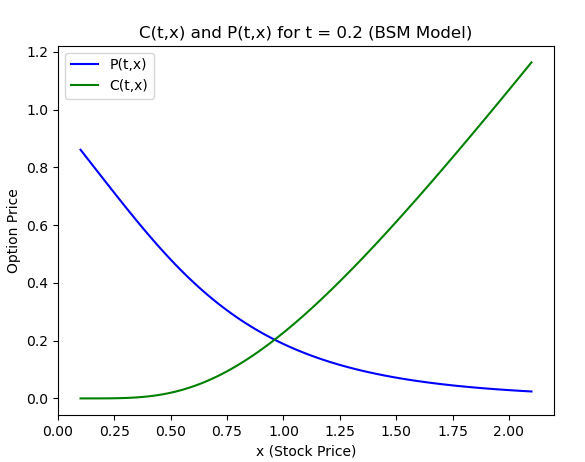 C(t,x) and P(t,x) for t = 0.2 (BSM Model)
P(t,x)
C(t,x)
Option Price
1.2
1.0
0.8
0.6
0.4
0.2
0.0
0.00 0.25 0.50 0.75 1.00 1.25 1.50 1.75 2.00
x (Stock Price)